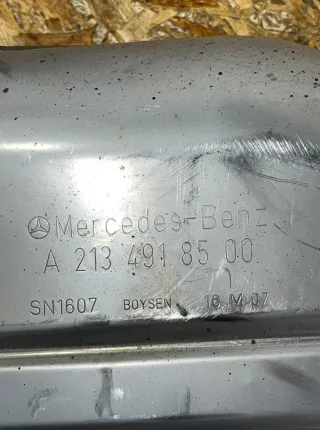 Mercedes-Benz
A 213 491 85 00
SN1607 BOYSEN 16 M 07